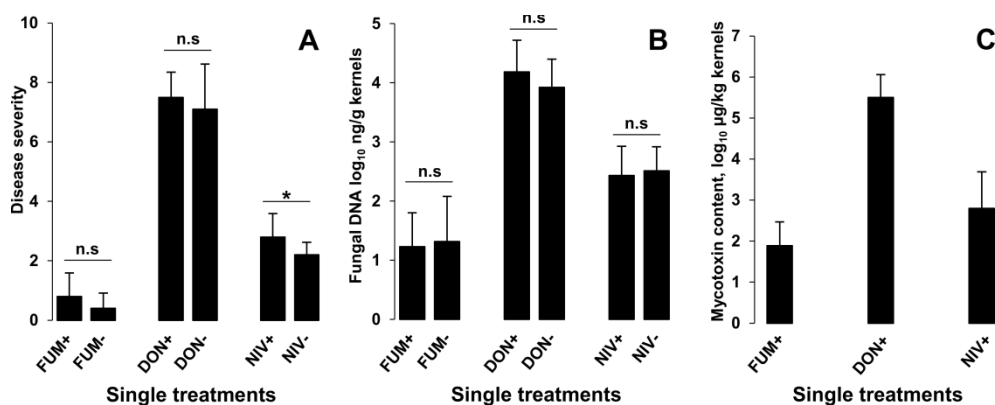 A
Disease severity
10
8
6
4
2
0
n.s
n.s
*
FUM+
FUM-
DON+
DON-
NIV+
NIV-
Single treatments
B
Fungal DNA log₁₀ ng/g kernels
5
4
3
2
1
0
n.s
n.s
n.s
FUM+
FUM-
DON+
DON-
NIV+
NIV-
Single treatments
C
Mycotoxin content, log₁₀ µg/kg kernels
7
6
5
4
3
2
1
0
FUM+
DON+
NIV+
Single treatments